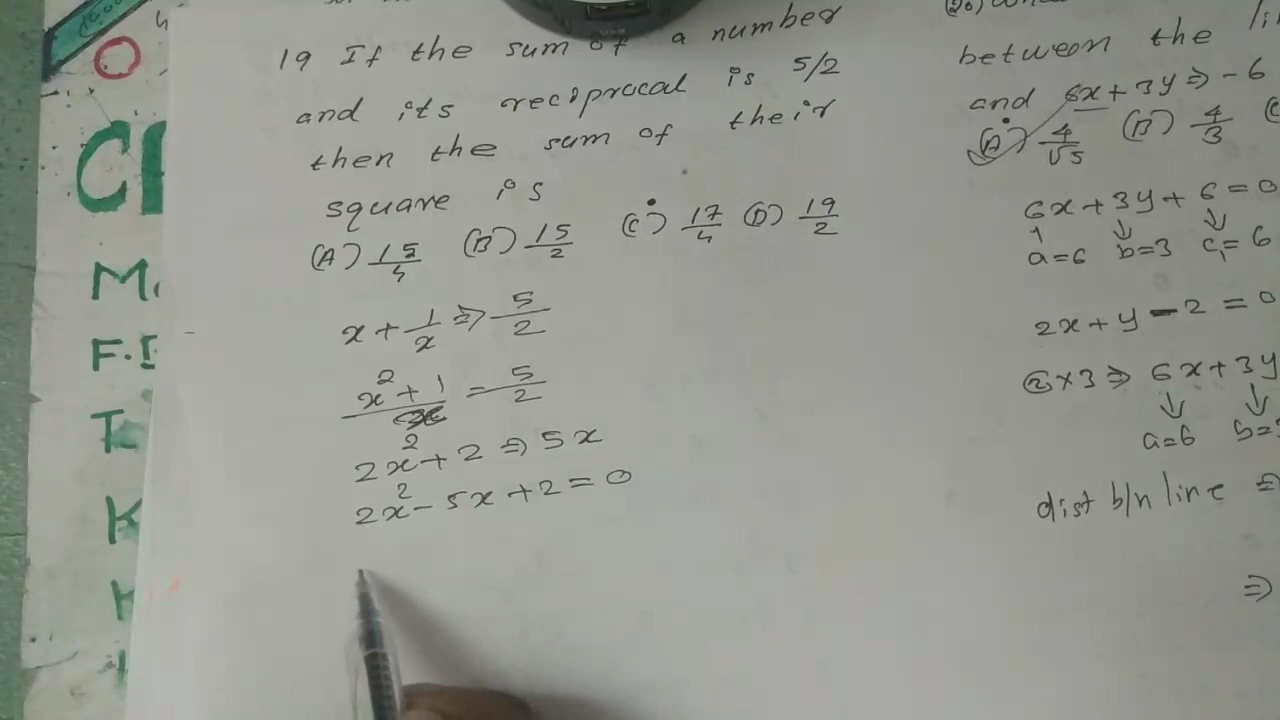 19 If the sum of a number
and its reciprocal is 5/2
then the sum of their
square is
(A) 15/4 (B) 15/2 (C) 17/4 (D) 19/2
x + 1/x ⇒ 5/2
x² + 1/x = 5/2
2x² + 2 ⇒ 5x
2x² - 5x + 2 = 0
between the
and 6x + 3y ⇒ -6
(A) 4/√5 (B) 4/3
6x + 3y + 6 = 0
a=6 b=3 c₁=6
2x + y - 2 = 0
② × 3 ⇒ 6x + 3y
a=6 b=
dist b/n line ⇒
⇒